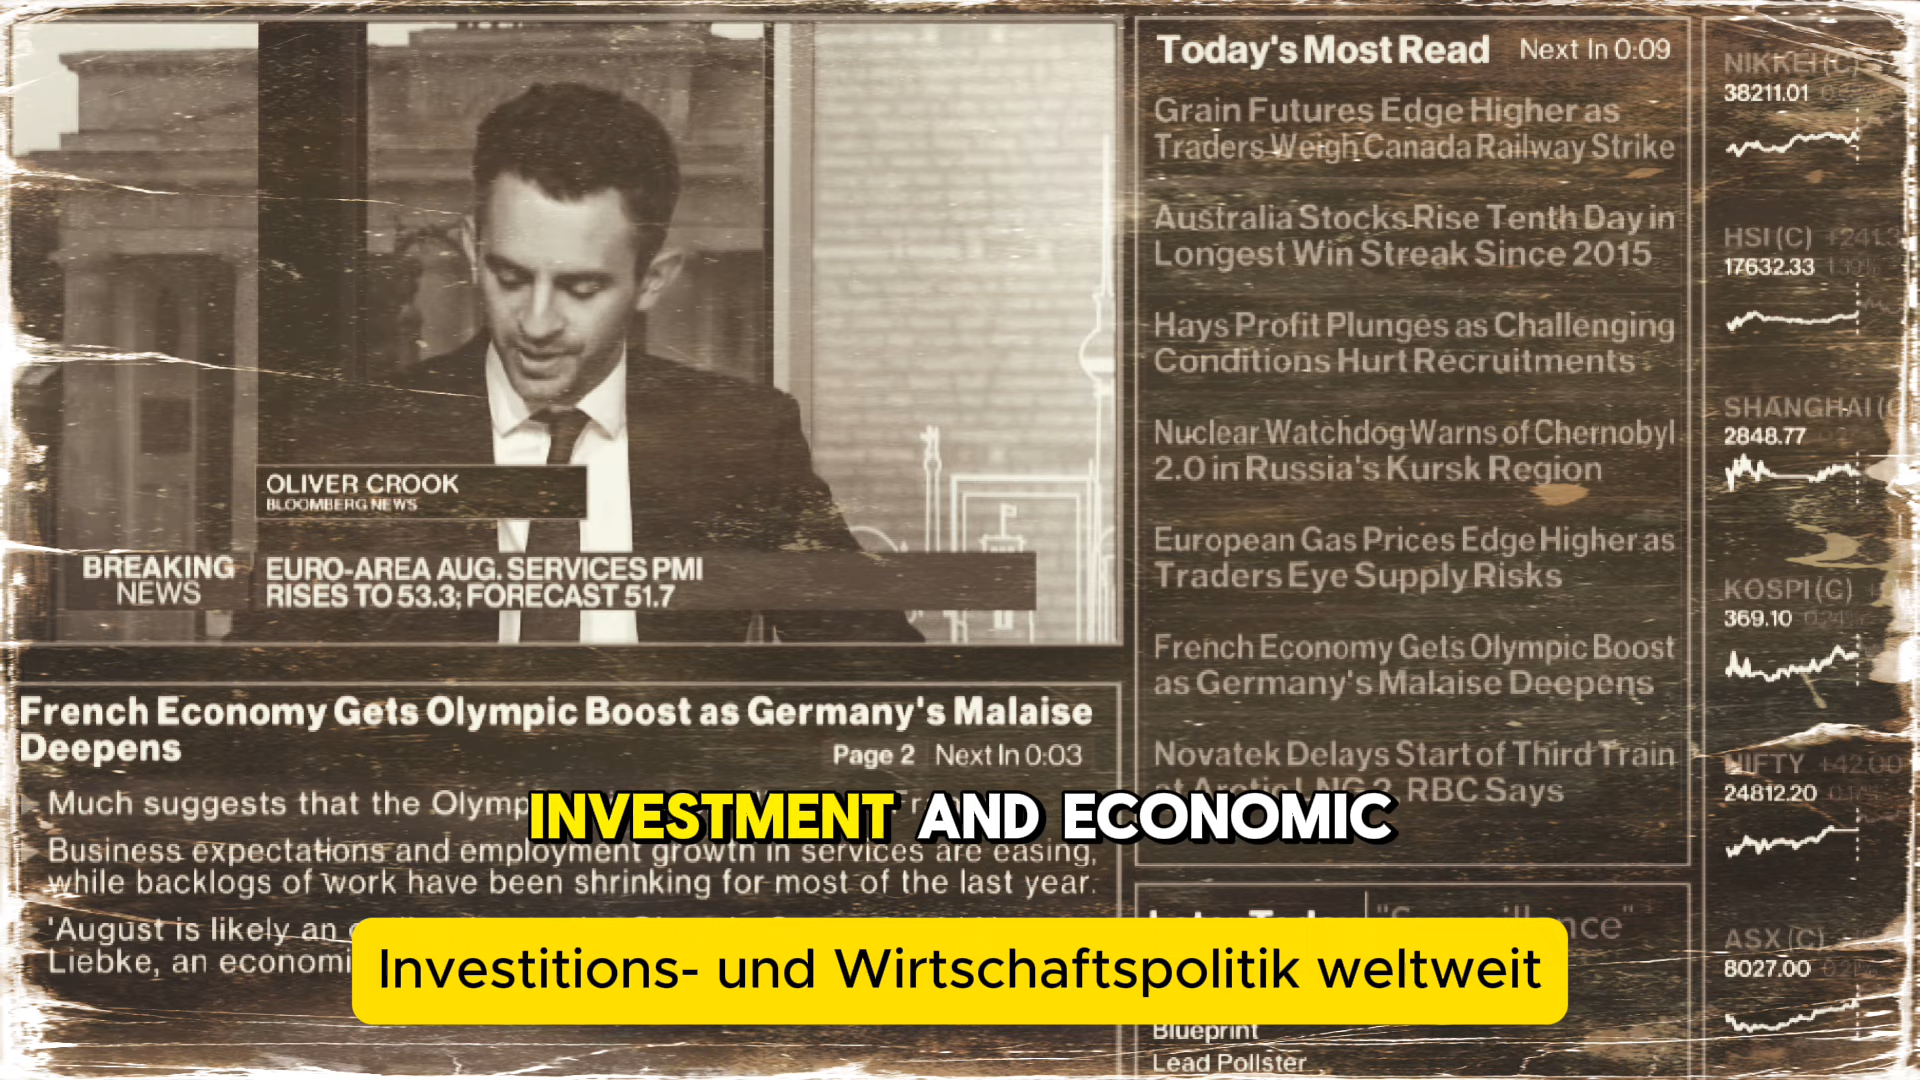 OLIVER CROOK
BLOOMBERG NEWS
BREAKING
NEWS
EURO-AREA AUG. SERVICES PMI
RISES TO 53.3; FORECAST 51.7
French Economy Gets Olympic Boost as Germany's Malaise
Deepens
Page 2 Next In 0:03
Much suggests that the
Business expectations and employment growth in services are easing,
while backlogs of work have been shrinking for most of the last year.
'August is likely an
Liebke, an
INVESTMENT AND ECONOMIC
Investitions- und Wirtschaftspolitik weltweit
Today's Most Read Next In 0:09
Grain Futures Edge Higher as
Traders Weigh Canada Railway Strike
Australia Stocks Rise Tenth Day in
Longest Win Streak Since 2015
Hays Profit Plunges as Challenging
Conditions Hurt Recruitments
Nuclear Watchdog Warns of Chernobyl
2.0 in Russia's Kursk Region
European Gas Prices Edge Higher as
Traders Eye Supply Risks
French Economy Gets Olympic Boost
as Germany's Malaise Deepens
Novatek Delays Start of Third Train
at Arctic LNG 2, RBC Says
Blueprint
Lead Pollster
NIKKEI (C)
38211.01
HSI (C)
17632.33
SHANGHAI
2848.77
KOSPI (C)
369.10
NIFTY +42.00
24812.20
ASX (C)
8027.00